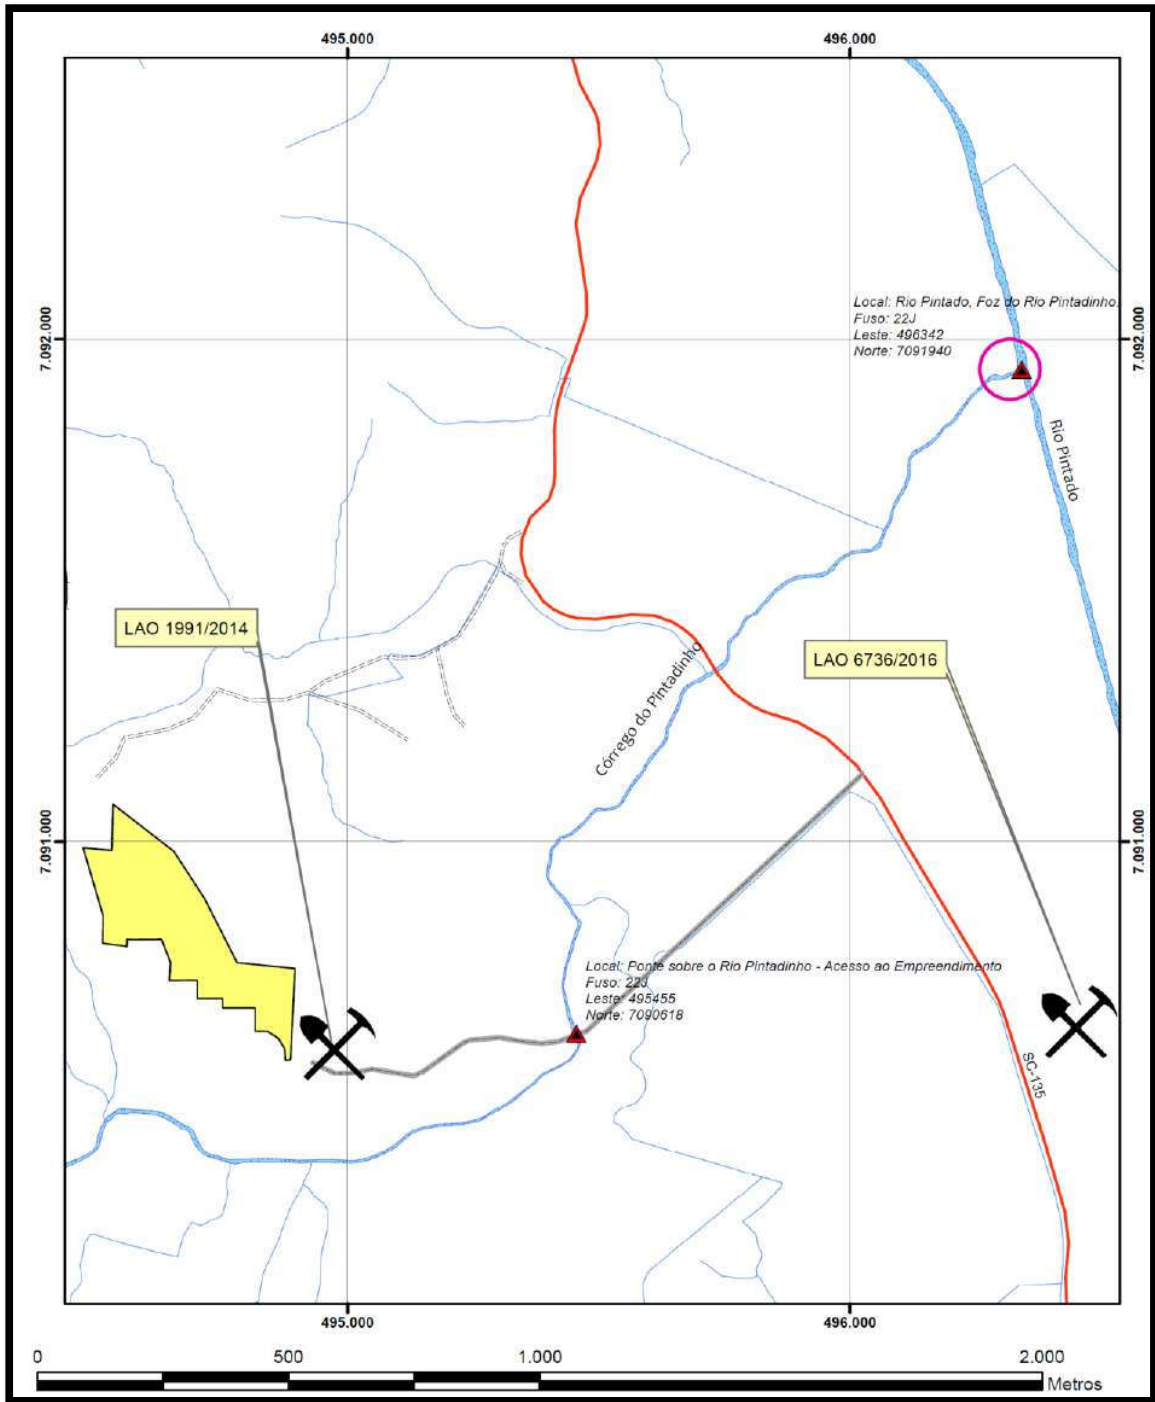 495.000
496.000
Local: Rio Pintado, Foz do Rio Pintadinho.
Fuso: 22J
Leste: 496342
Norte: 7091940
7.092.000
7.092.000
Rio Pintado
LAO 1991/2014
LAO 6736/2016
Córrego do Pintadinho
7.091.000
7.091.000
Local: Ponte sobre o Rio Pintadinho - Acesso ao Empreendimento
Fuso: 22J
Leste: 495455
Norte: 7090618
SC-135
495.000
496.000
0
500
1.000
2.000
Metros